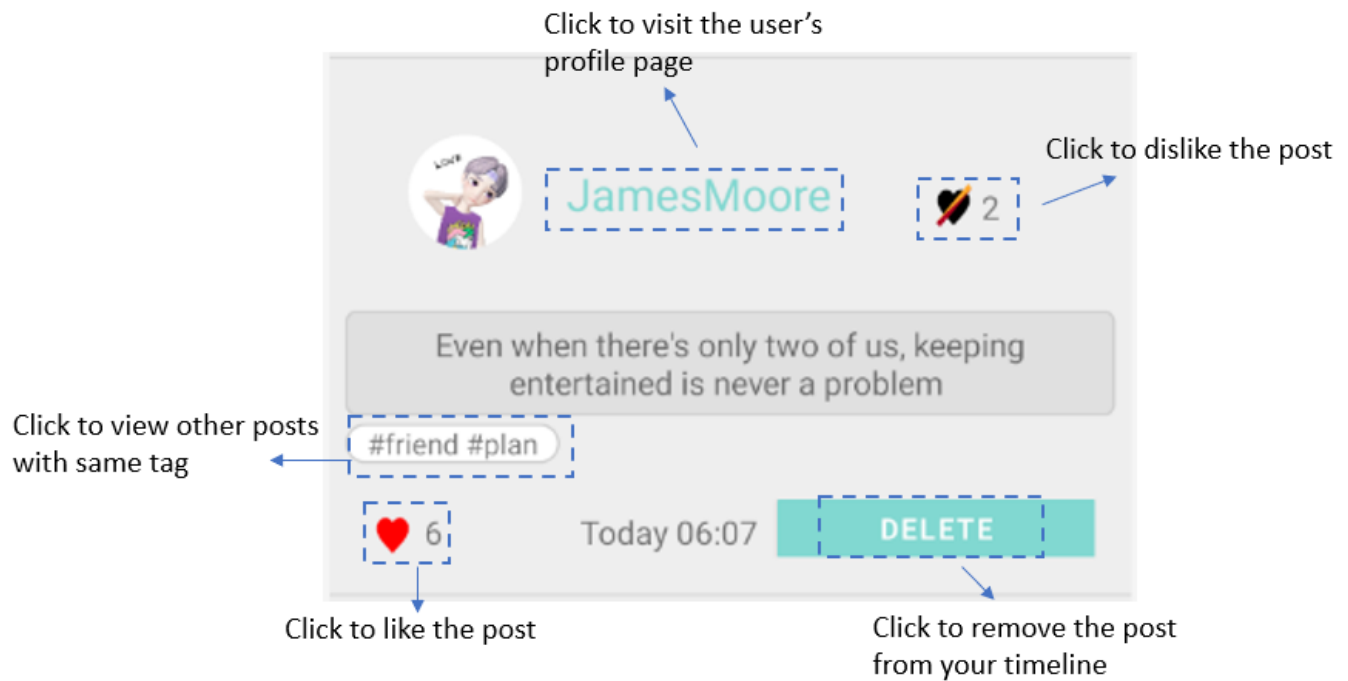 Click to visit the user’s
profile page
Click to dislike the post
LOVE
JamesMoore
2
Even when there's only two of us, keeping
entertained is never a problem
Click to view other posts
with same tag
#friend #plan
6
Today 06:07
DELETE
Click to like the post
Click to remove the post
from your timeline